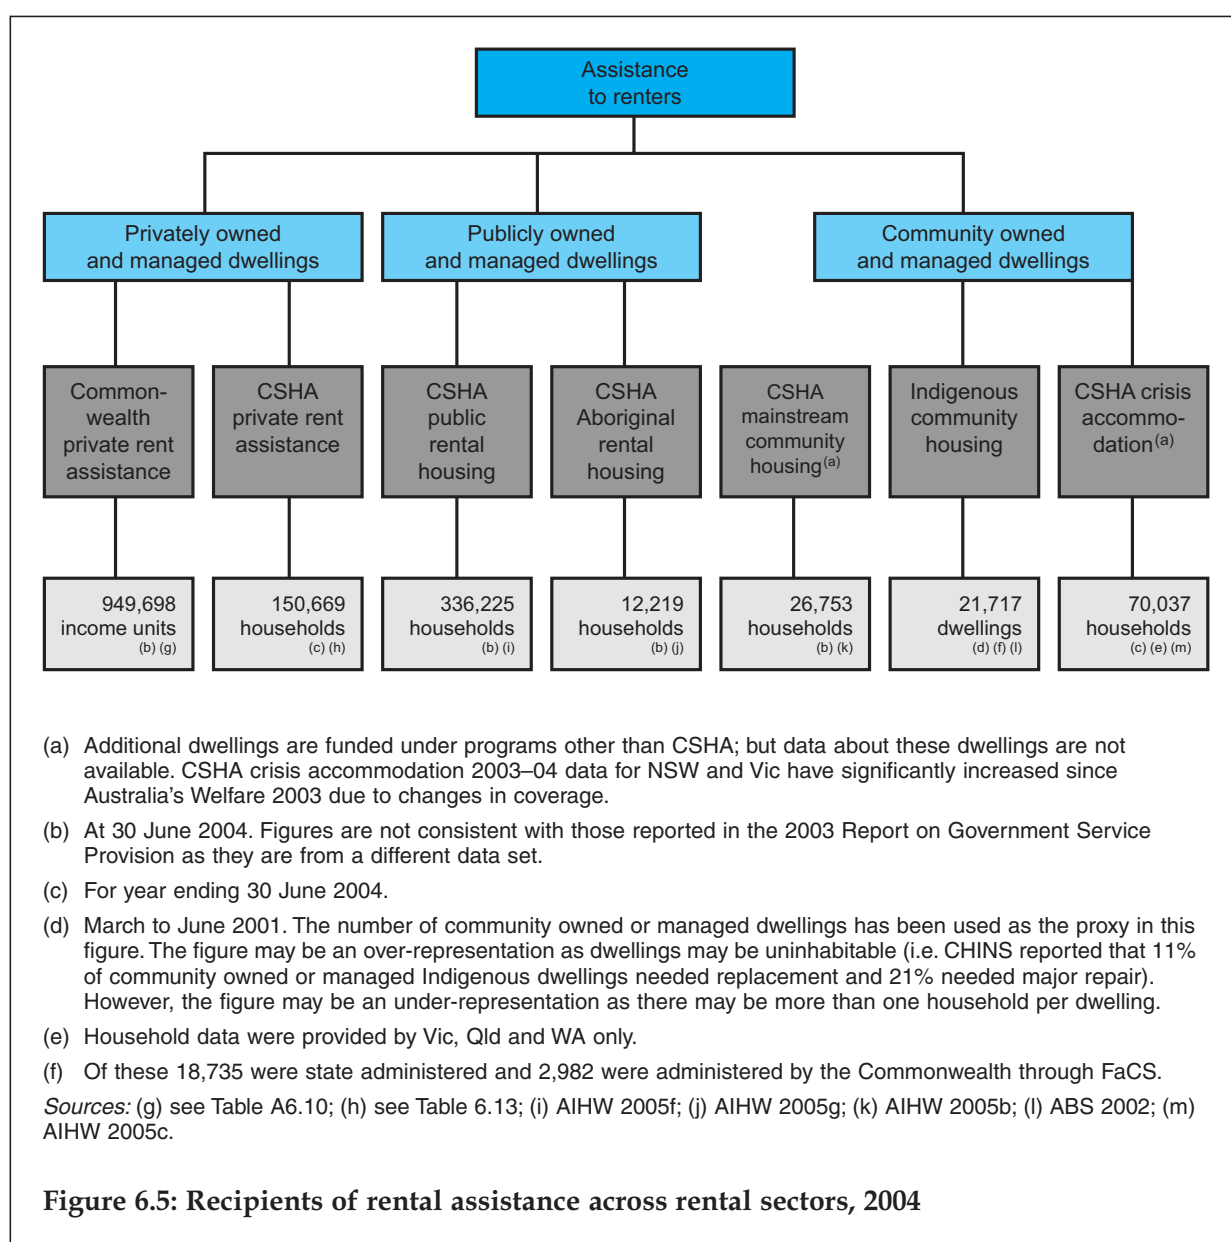 Assistance
to renters
Privately owned
and managed dwellings
Publicly owned
and managed dwellings
Community owned
and managed dwellings
Common-
wealth
private rent
assistance
CSHA
private rent
assistance
CSHA
public
rental
housing
CSHA
Aboriginal
rental
housing
CSHA
mainstream
community
housing(a)
Indigenous
community
housing
CSHA crisis
accommo-
dation(a)
949,698
income units
(b) (g)
150,669
households
(c) (h)
336,225
households
(b) (i)
12,219
households
(b) (j)
26,753
households
(b) (k)
21,717
dwellings
(d) (f) (l)
70,037
households
(c) (e) (m)
(a) Additional dwellings are funded under programs other than CSHA; but data about these dwellings are not
available. CSHA crisis accommodation 2003–04 data for NSW and Vic have significantly increased since
Australia's Welfare 2003 due to changes in coverage.
(b) At 30 June 2004. Figures are not consistent with those reported in the 2003 Report on Government Service
Provision as they are from a different data set.
(c) For year ending 30 June 2004.
(d) March to June 2001. The number of community owned or managed dwellings has been used as the proxy in this
figure. The figure may be an over-representation as dwellings may be uninhabitable (i.e. CHINS reported that 11%
of community owned or managed Indigenous dwellings needed replacement and 21% needed major repair).
However, the figure may be an under-representation as there may be more than one household per dwelling.
(e) Household data were provided by Vic, Qld and WA only.
(f) Of these 18,735 were state administered and 2,982 were administered by the Commonwealth through FaCS.
Sources: (g) see Table A6.10; (h) see Table 6.13; (i) AIHW 2005f; (j) AIHW 2005g; (k) AIHW 2005b; (l) ABS 2002; (m)
AIHW 2005c.
Figure 6.5: Recipients of rental assistance across rental sectors, 2004